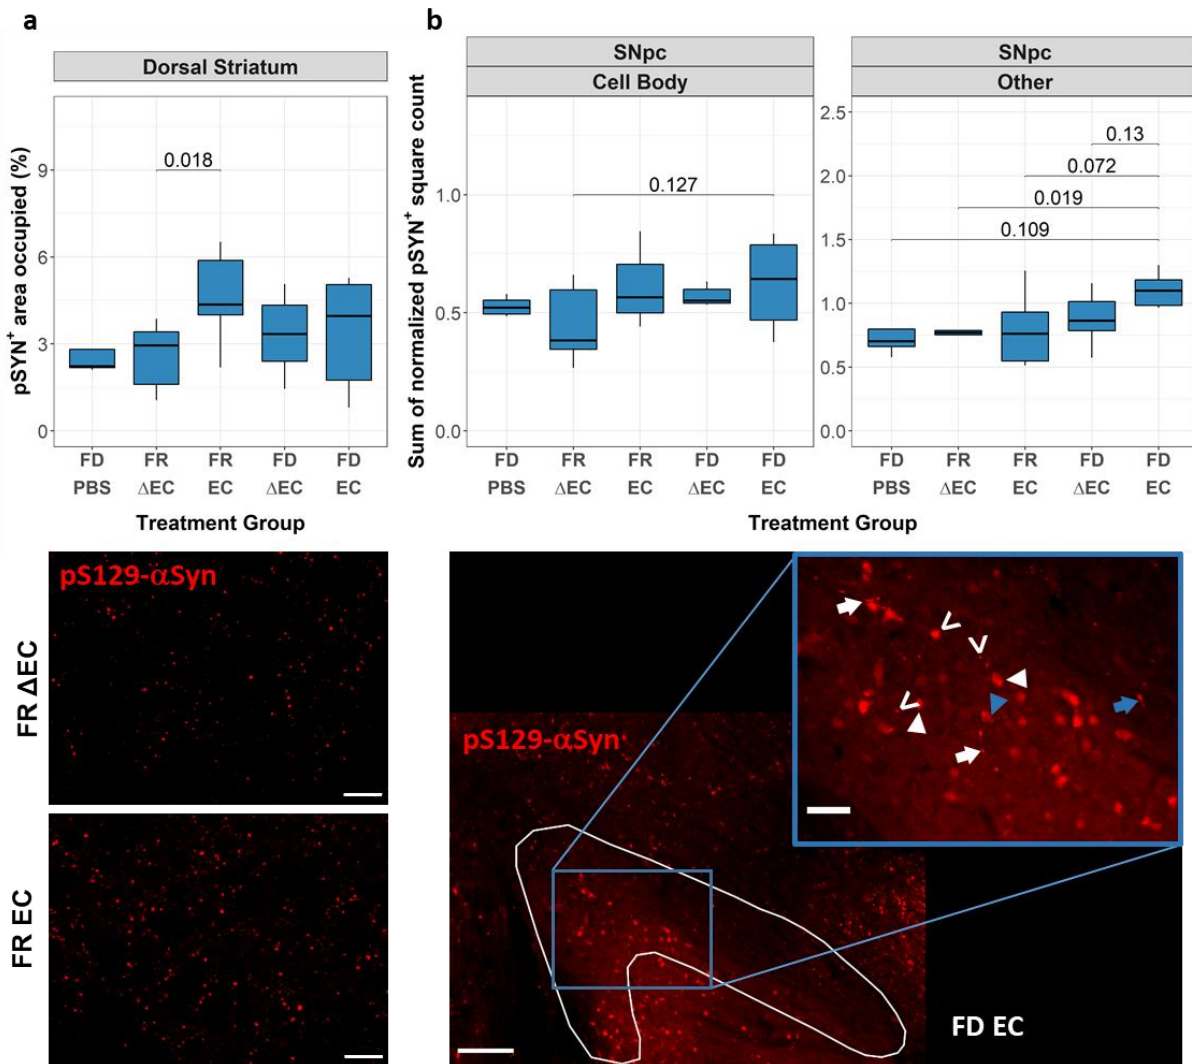 a
Dorsal Striatum
pSYN+ area occupied (%)
9
6
3
0
0.018
FD FR FR FD FD
PBS ΔEC EC ΔEC EC
Treatment Group
b
SNpc
Cell Body
Sum of normalized pSYN+ square count
1.0
0.5
0.0
0.127
FD FR FR FD FD
PBS ΔEC EC ΔEC EC
SNpc
Other
2.5
2.0
1.5
1.0
0.5
0.0
0.13
0.072
0.019
0.109
FD FR FR FD FD
PBS ΔEC EC ΔEC EC
Treatment Group
FR ΔEC
pS129-αSyn
FR EC
pS129-αSyn
FD EC